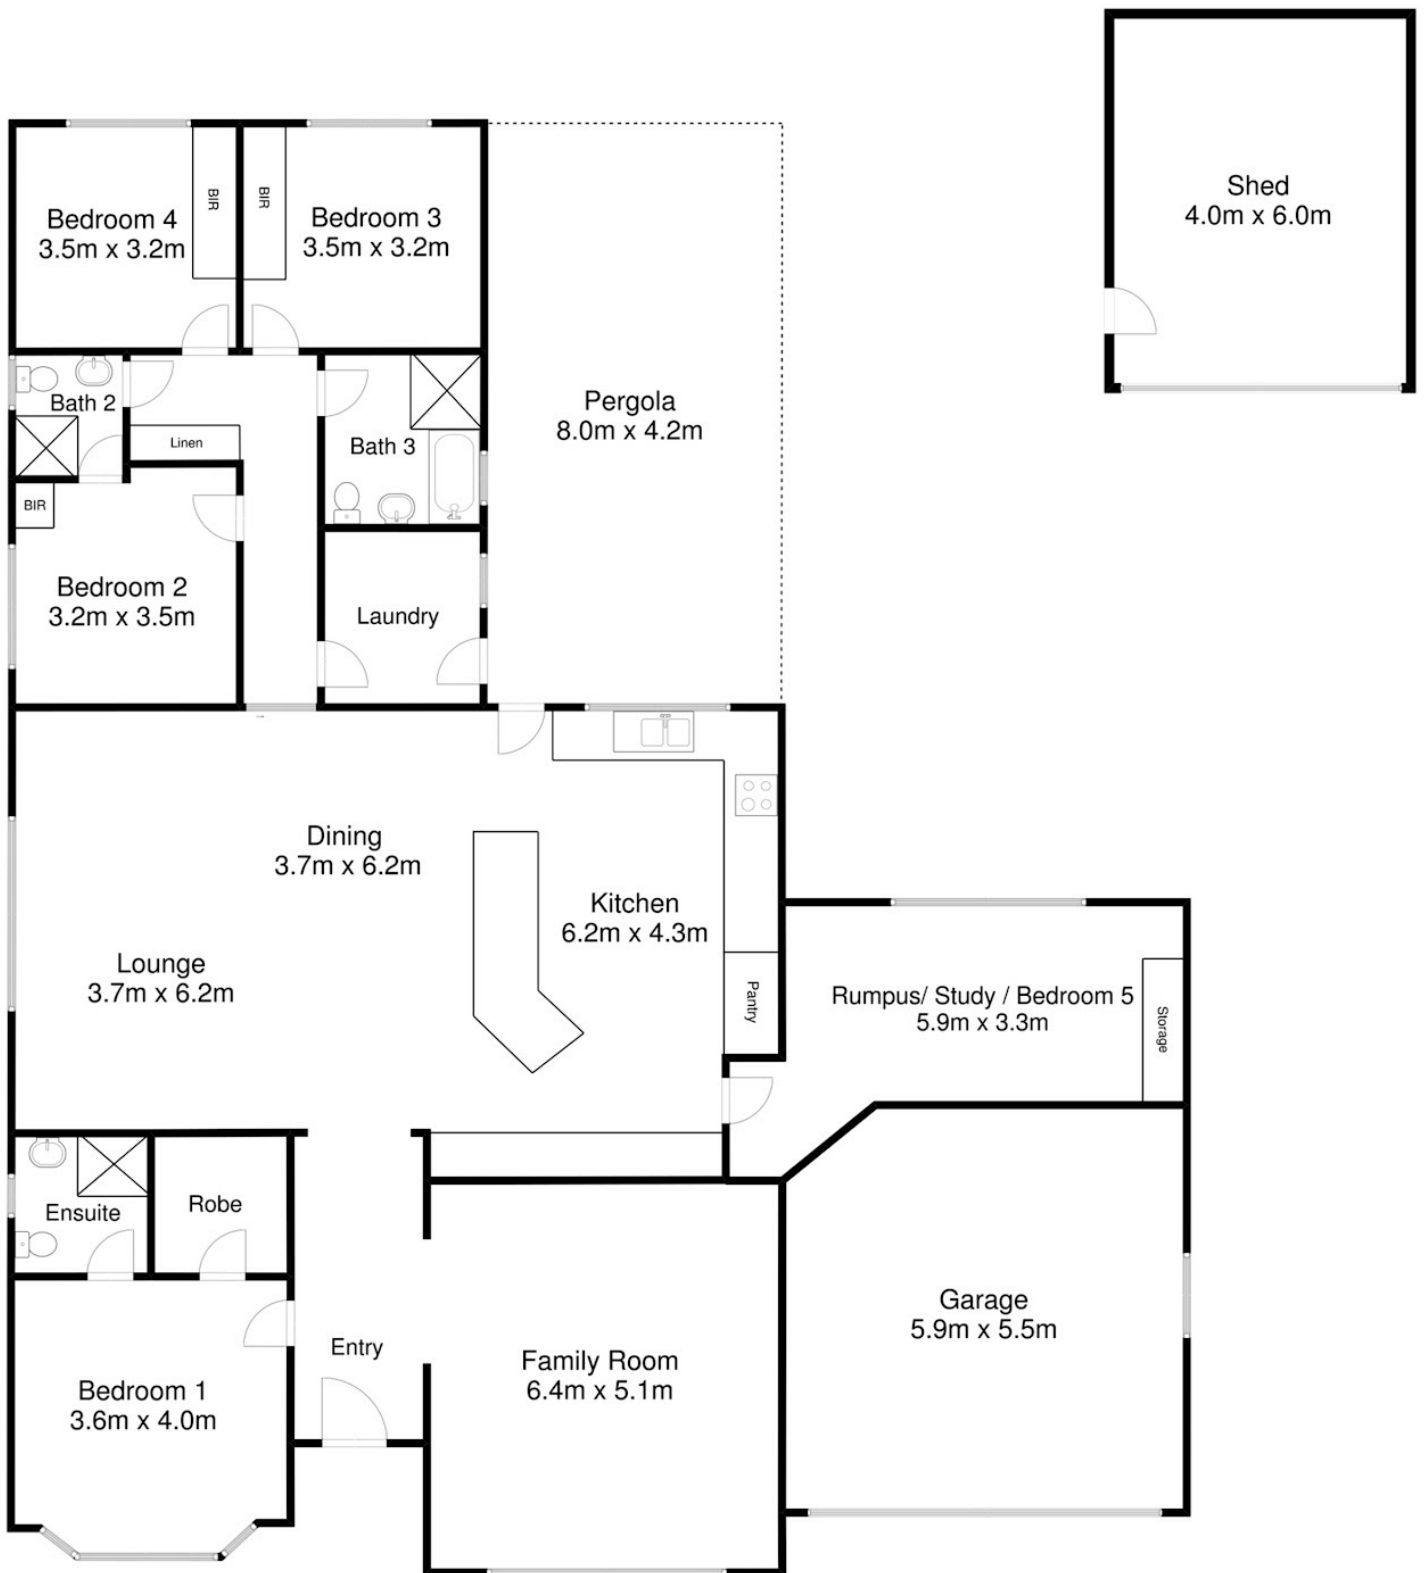 Shed
4.0m x 6.0m
Bedroom 4
3.5m x 3.2m
BIR
BIR
Bedroom 3
3.5m x 3.2m
Bath 2
Linen
Bath 3
Pergola
8.0m x 4.2m
BIR
Bedroom 2
3.2m x 3.5m
Laundry
Dining
3.7m x 6.2m
Kitchen
6.2m x 4.3m
Lounge
3.7m x 6.2m
Pantry
Rumpus/ Study / Bedroom 5
5.9m x 3.3m
Storage
Ensuite
Robe
Garage
5.9m x 5.5m
Entry
Family Room
6.4m x 5.1m
Bedroom 1
3.6m x 4.0m